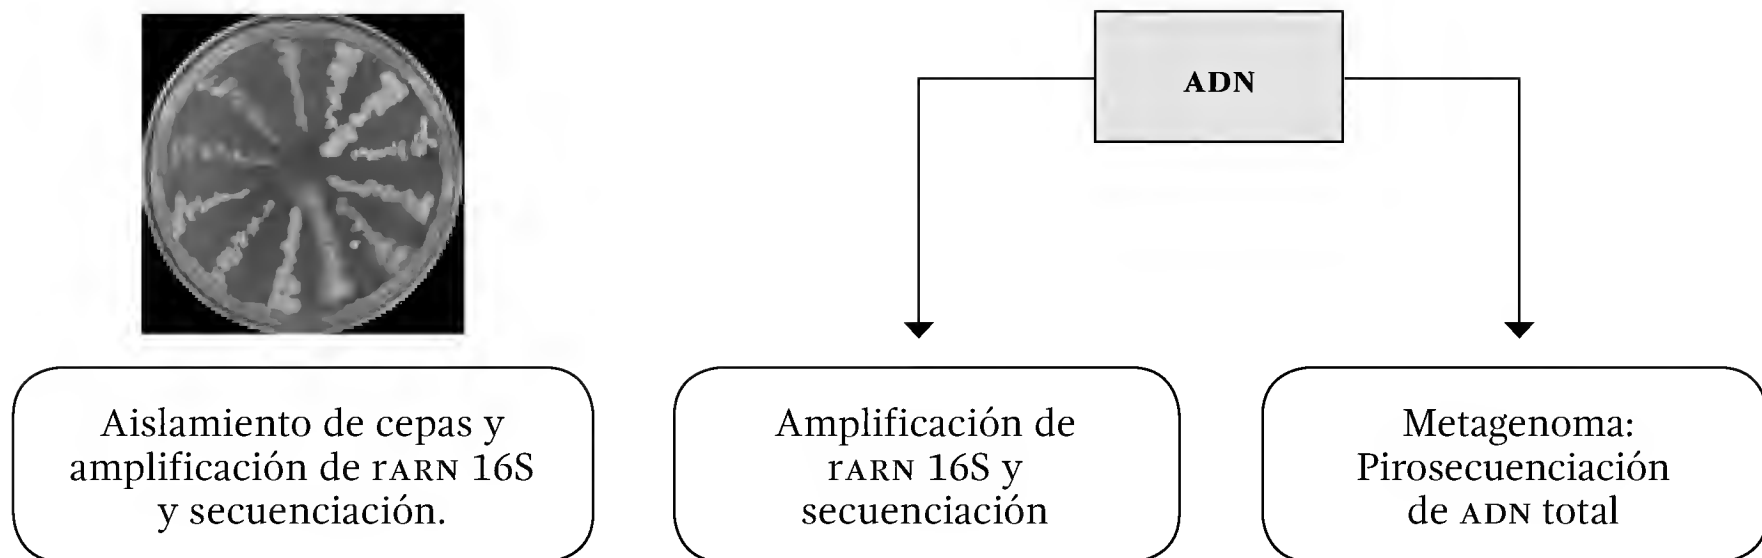 ADN
Aislamiento de cepas y
amplificación de rARN 16S
y secuenciación.
Amplificación de
rARN 16S y
secuenciación
Metagenoma:
Pirosecuenciación
de ADN total